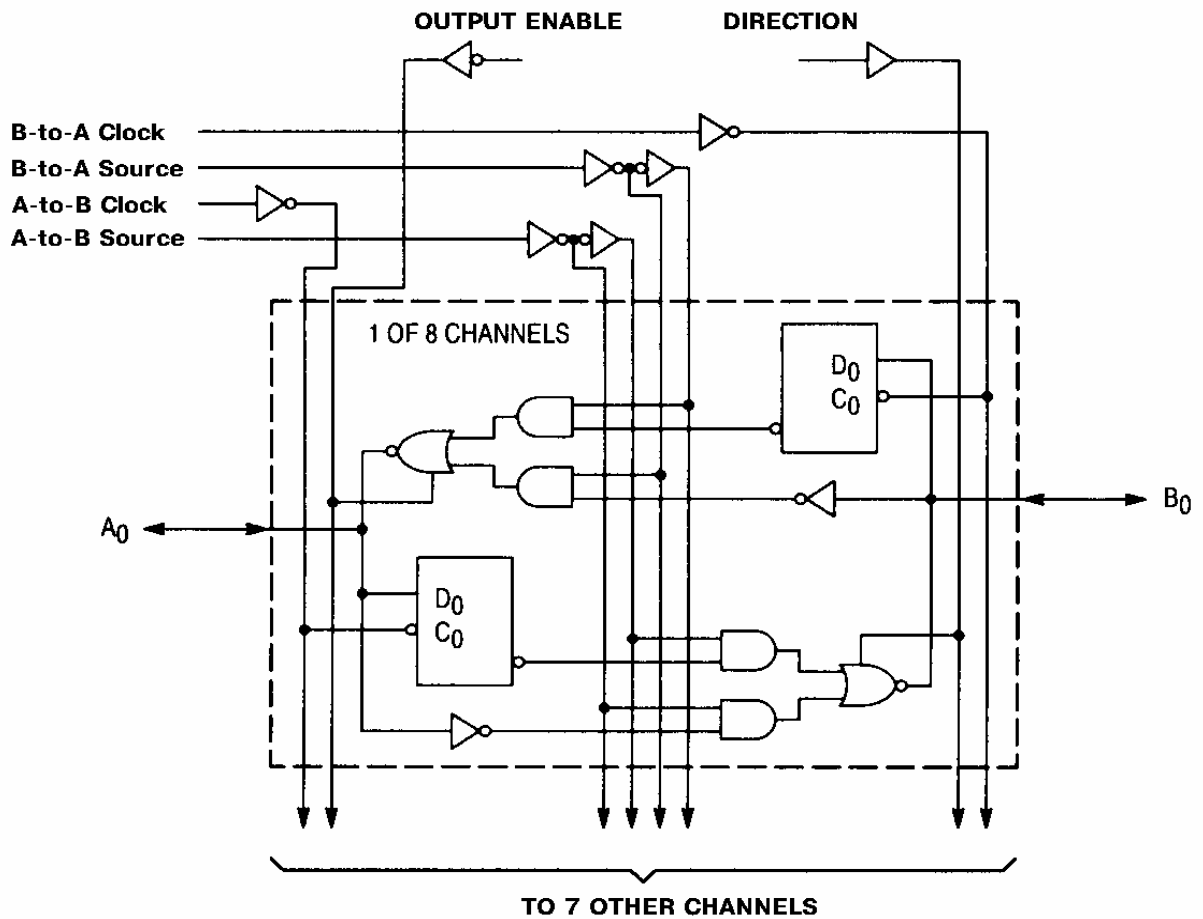 OUTPUT ENABLE DIRECTION
B-to-A Clock
B-to-A Source
A-to-B Clock
A-to-B Source
1 OF 8 CHANNELS
D0
C0
A0
B0
D0
C0
TO 7 OTHER CHANNELS